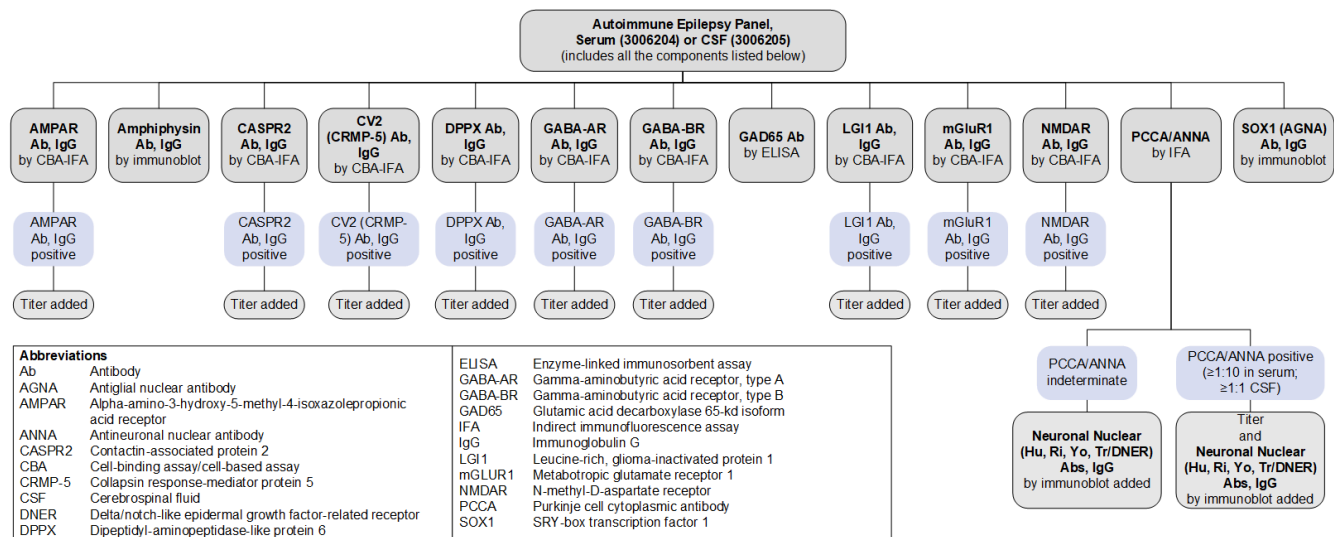 Autoimmune Epilepsy Panel,
Serum (3006204) or CSF (3006205)
(includes all the components listed below)
AMPAR
Ab, IgG
by CBA-IFA
Amphiphysin
Ab, IgG
by immunoblot
CASPR2
Ab, IgG
by CBA-IFA
CV2
(CRMP-5) Ab,
IgG
by CBA-IFA
DPPX Ab,
IgG
by CBA-IFA
GABA-AR
Ab, IgG
by CBA-IFA
GABA-BR
Ab, IgG
by CBA-IFA
GAD65 Ab
by ELISA
LGI1 Ab,
IgG
by CBA-IFA
mGluR1
Ab, IgG
by CBA-IFA
NMDAR
Ab, IgG
by CBA-IFA
PCCA/ANNA
by IFA
SOX1 (AGNA)
Ab, IgG
by immunoblot
AMPAR
Ab, IgG
positive
CASPR2
Ab, IgG
positive
CV2 (CRMP-
5) Ab, IgG
positive
DPPX Ab,
IgG
positive
GABA-AR
Ab, IgG
positive
GABA-BR
Ab, IgG
positive
LGI1 Ab,
IgG
positive
mGluR1
Ab, IgG
positive
NMDAR
Ab, IgG
positive
Titer added
Titer added
Titer added
Titer added
Titer added
Titer added
Titer added
Titer added
Titer added
PCCA/ANNA
indeterminate
PCCA/ANNA positive
(≥1:10 in serum;
≥1:1 CSF)
Neuronal Nuclear
(Hu, Ri, Yo, Tr/DNER)
Abs, IgG
by immunoblot added
Titer
and
Neuronal Nuclear
(Hu, Ri, Yo, Tr/DNER)
Abs, IgG
by immunoblot added
Abbreviations
Ab Antibody
AGNA Antiglial nuclear antibody
AMPAR Alpha-amino-3-hydroxy-5-methyl-4-isoxazolepropionic
acid receptor
ANNA Antineuronal nuclear antibody
CASPR2 Contactin-associated protein 2
CBA Cell-binding assay/cell-based assay
CRMP-5 Collapsin response-mediator protein 5
CSF Cerebrospinal fluid
DNER Delta/notch-like epidermal growth factor-related receptor
DPPX Dipeptidyl-aminopeptidase-like protein 6
ELISA Enzyme-linked immunosorbent assay
GABA-AR Gamma-aminobutyric acid receptor, type A
GABA-BR Gamma-aminobutyric acid receptor, type B
GAD65 Glutamic acid decarboxylase 65-kd isoform
IFA Indirect immunofluorescence assay
IgG Immunoglobulin G
LGI1 Leucine-rich, glioma-inactivated protein 1
mGLUR1 Metabotropic glutamate receptor 1
NMDAR N-methyl-D-aspartate receptor
PCCA Purkinje cell cytoplasmic antibody
SOX1 SRY-box transcription factor 1